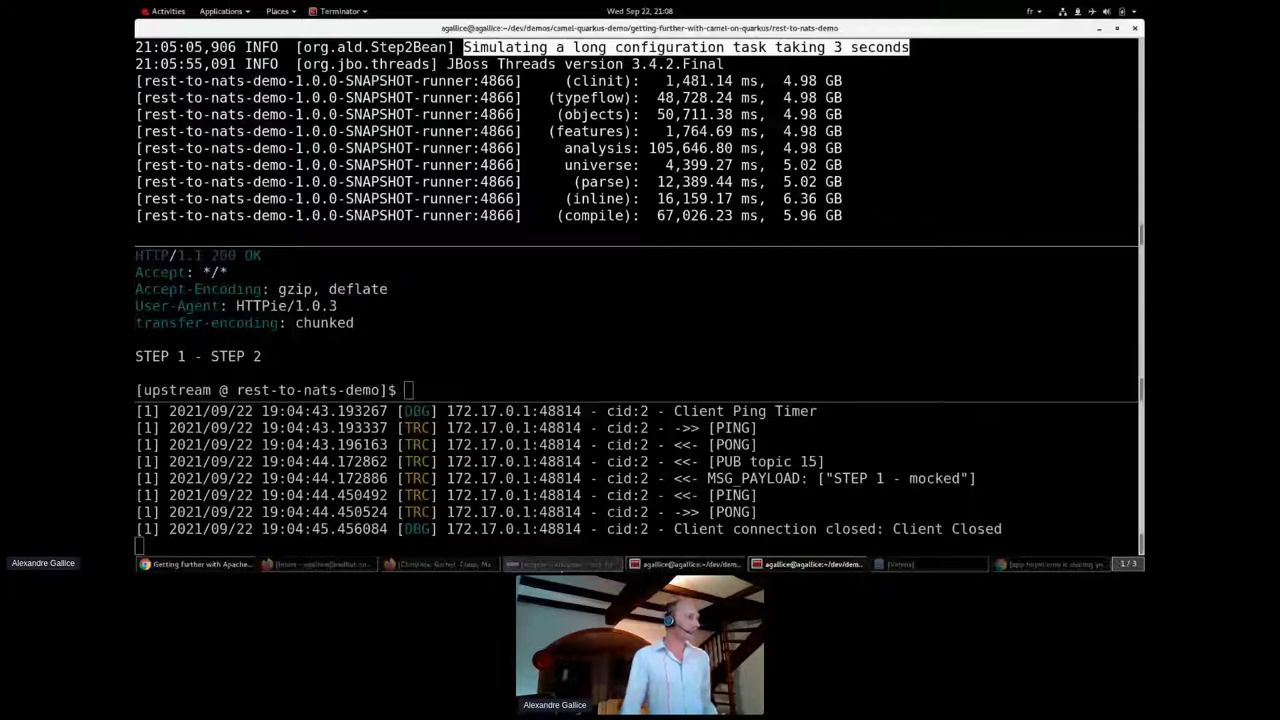 Activities Applications Places Terminator Wed Sep 22, 21:08 fr
agallice@agallice:~/dev/demos/camel-quarkus-demo/getting-further-with-camel-on-quarkus/rest-to-nats-demo
21:05:05,906 INFO [org.ald.Step2Bean] Simulating a long configuration task taking 3 seconds
21:05:55,091 INFO [org.jbo.threads] JBoss Threads version 3.4.2.Final
[rest-to-nats-demo-1.0.0-SNAPSHOT-runner:4866] (clinit): 1,481.14 ms, 4.98 GB
[rest-to-nats-demo-1.0.0-SNAPSHOT-runner:4866] (typeflow): 48,728.24 ms, 4.98 GB
[rest-to-nats-demo-1.0.0-SNAPSHOT-runner:4866] (objects): 50,711.38 ms, 4.98 GB
[rest-to-nats-demo-1.0.0-SNAPSHOT-runner:4866] (features): 1,764.69 ms, 4.98 GB
[rest-to-nats-demo-1.0.0-SNAPSHOT-runner:4866] analysis: 105,646.80 ms, 4.98 GB
[rest-to-nats-demo-1.0.0-SNAPSHOT-runner:4866] universe: 4,399.27 ms, 5.02 GB
[rest-to-nats-demo-1.0.0-SNAPSHOT-runner:4866] (parse): 12,389.44 ms, 5.02 GB
[rest-to-nats-demo-1.0.0-SNAPSHOT-runner:4866] (inline): 16,159.17 ms, 6.36 GB
[rest-to-nats-demo-1.0.0-SNAPSHOT-runner:4866] (compile): 67,026.23 ms, 5.96 GB
HTTP/1.1 200 OK
Accept: */*
Accept-Encoding: gzip, deflate
User-Agent: HTTPie/1.0.3
transfer-encoding: chunked
STEP 1 - STEP 2
[upstream @ rest-to-nats-demo]$
[1] 2021/09/22 19:04:43.193267 [DBG] 172.17.0.1:48814 - cid:2 - Client Ping Timer
[1] 2021/09/22 19:04:43.193337 [TRC] 172.17.0.1:48814 - cid:2 - ->> [PING]
[1] 2021/09/22 19:04:43.196163 [TRC] 172.17.0.1:48814 - cid:2 - <<- [PONG]
[1] 2021/09/22 19:04:44.172862 [TRC] 172.17.0.1:48814 - cid:2 - <<- [PUB topic 15]
[1] 2021/09/22 19:04:44.172886 [TRC] 172.17.0.1:48814 - cid:2 - <<- MSG_PAYLOAD: ["STEP 1 - mocked"]
[1] 2021/09/22 19:04:44.450492 [TRC] 172.17.0.1:48814 - cid:2 - <<- [PING]
[1] 2021/09/22 19:04:44.450524 [TRC] 172.17.0.1:48814 - cid:2 - ->> [PONG]
[1] 2021/09/22 19:04:45.456084 [DBG] 172.17.0.1:48814 - cid:2 - Client connection closed: Client Closed
Alexandre Gallice
Getting further with Apache... agallice@agallice:~/dev/dem... agallice@agallice:~/dev/dem... 1 / 3
Alexandre Gallice